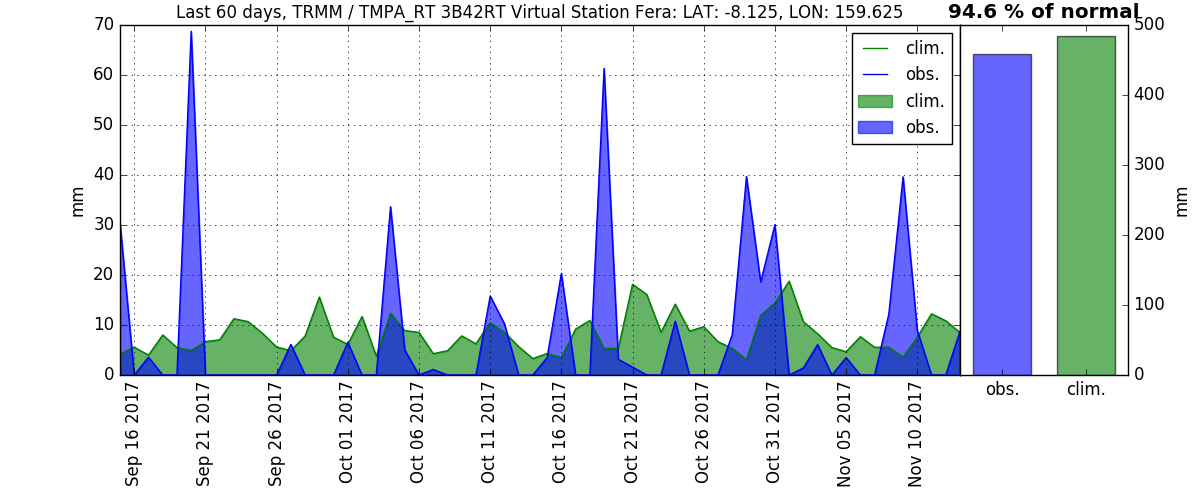 Last 60 days, TRMM / TMPA_RT 3B42RT Virtual Station Fera: LAT: -8.125, LON: 159.625
94.6 % of normal
70
60
50
40
30
20
10
0
mm
clim.
obs.
clim.
obs.
500
400
300
200
100
0
mm
obs.
clim.
Sep 16 2017
Sep 21 2017
Sep 26 2017
Oct 01 2017
Oct 06 2017
Oct 11 2017
Oct 16 2017
Oct 21 2017
Oct 26 2017
Oct 31 2017
Nov 05 2017
Nov 10 2017